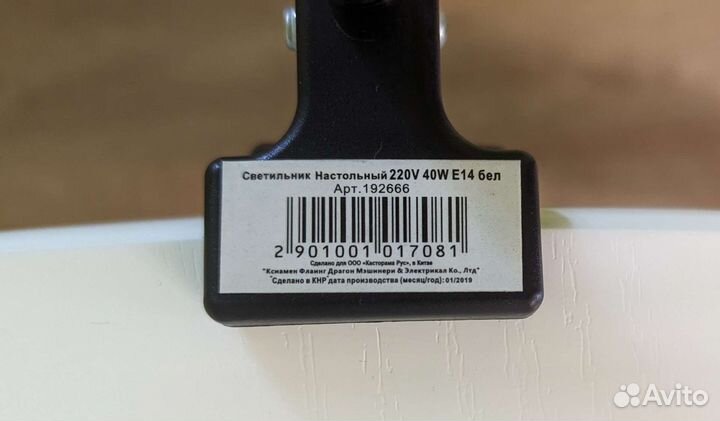 Светильник Настольный 220V 40W E14 бел
Арт.192666
2 901001 017081
Сделано для ООО «Касторама Рус», в Китае
"Ксиамен Флаинг Драгон Мэшинери & Электрикал Ко., Лтд"
Сделано в КНР дата производства (месяц/год): 01/2019
Avito